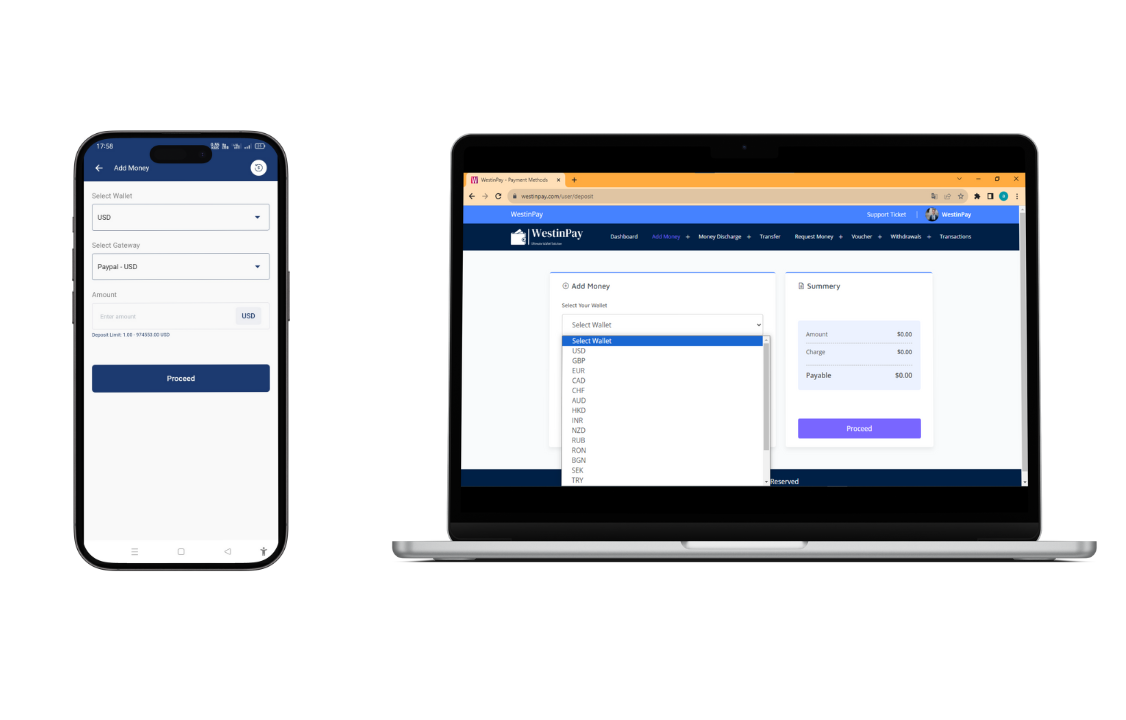 17:58
Add Money
Select Wallet
USD
Select Gateway
Paypal - USD
Amount
Enter amount
USD
Deposit Limit: 1.00 - 974553.00 USD
Proceed
WestinPay - Payment Methods
westinpay.com/user/deposit
WestinPay
Support Ticket | WestinPay
WestinPay
Dashboard Add Money Money Discharge Transfer Request Money Voucher Withdrawals Transactions
Add Money
Select Your Wallet
Select Wallet
Select Wallet
USD
GBP
EUR
CAD
CHF
AUD
HKD
INR
NZD
RUB
RON
BGN
SEK
TRY
Summery
Amount $0.00
Charge $0.00
Payable $0.00
Proceed
Reserved